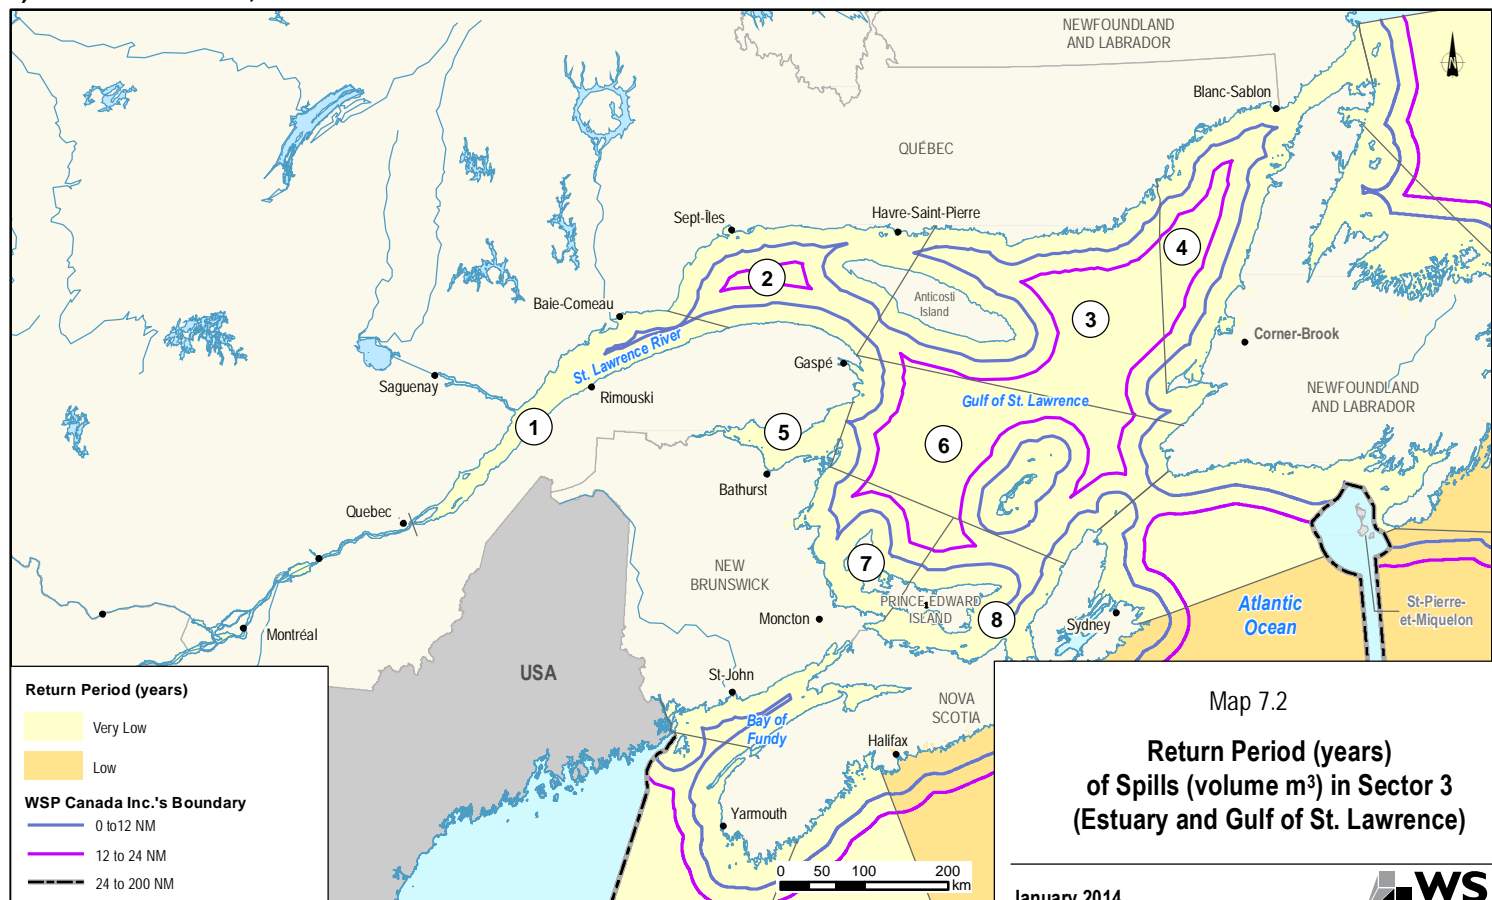 NEWFOUNDLAND
AND LABRADOR
N
Blanc-Sablon
QUÉBEC
Sept-Îles
Havre-Saint-Pierre
4
2
Baie-Comeau
Anticosti
Island
3
Corner-Brook
St. Lawrence River
Gaspé
Saguenay
Rimouski
NEWFOUNDLAND
AND LABRADOR
Gulf of St. Lawrence
1
5
6
Bathurst
Quebec
7
NEW
BRUNSWICK
PRINCE EDWARD
ISLAND
8
Atlantic
Ocean
St-Pierre-
et-Miquelon
Moncton
Sydney
Montréal
USA
St-John
NOVA
SCOTIA
Bay of
Fundy
Halifax
Yarmouth
0 50 100 200
km
Return Period (years)
Very Low
Low
WSP Canada Inc.'s Boundary
0 to12 NM
12 to 24 NM
24 to 200 NM
Map 7.2
Return Period (years)
of Spills (volume m³) in Sector 3
(Estuary and Gulf of St. Lawrence)
January 2014
WS